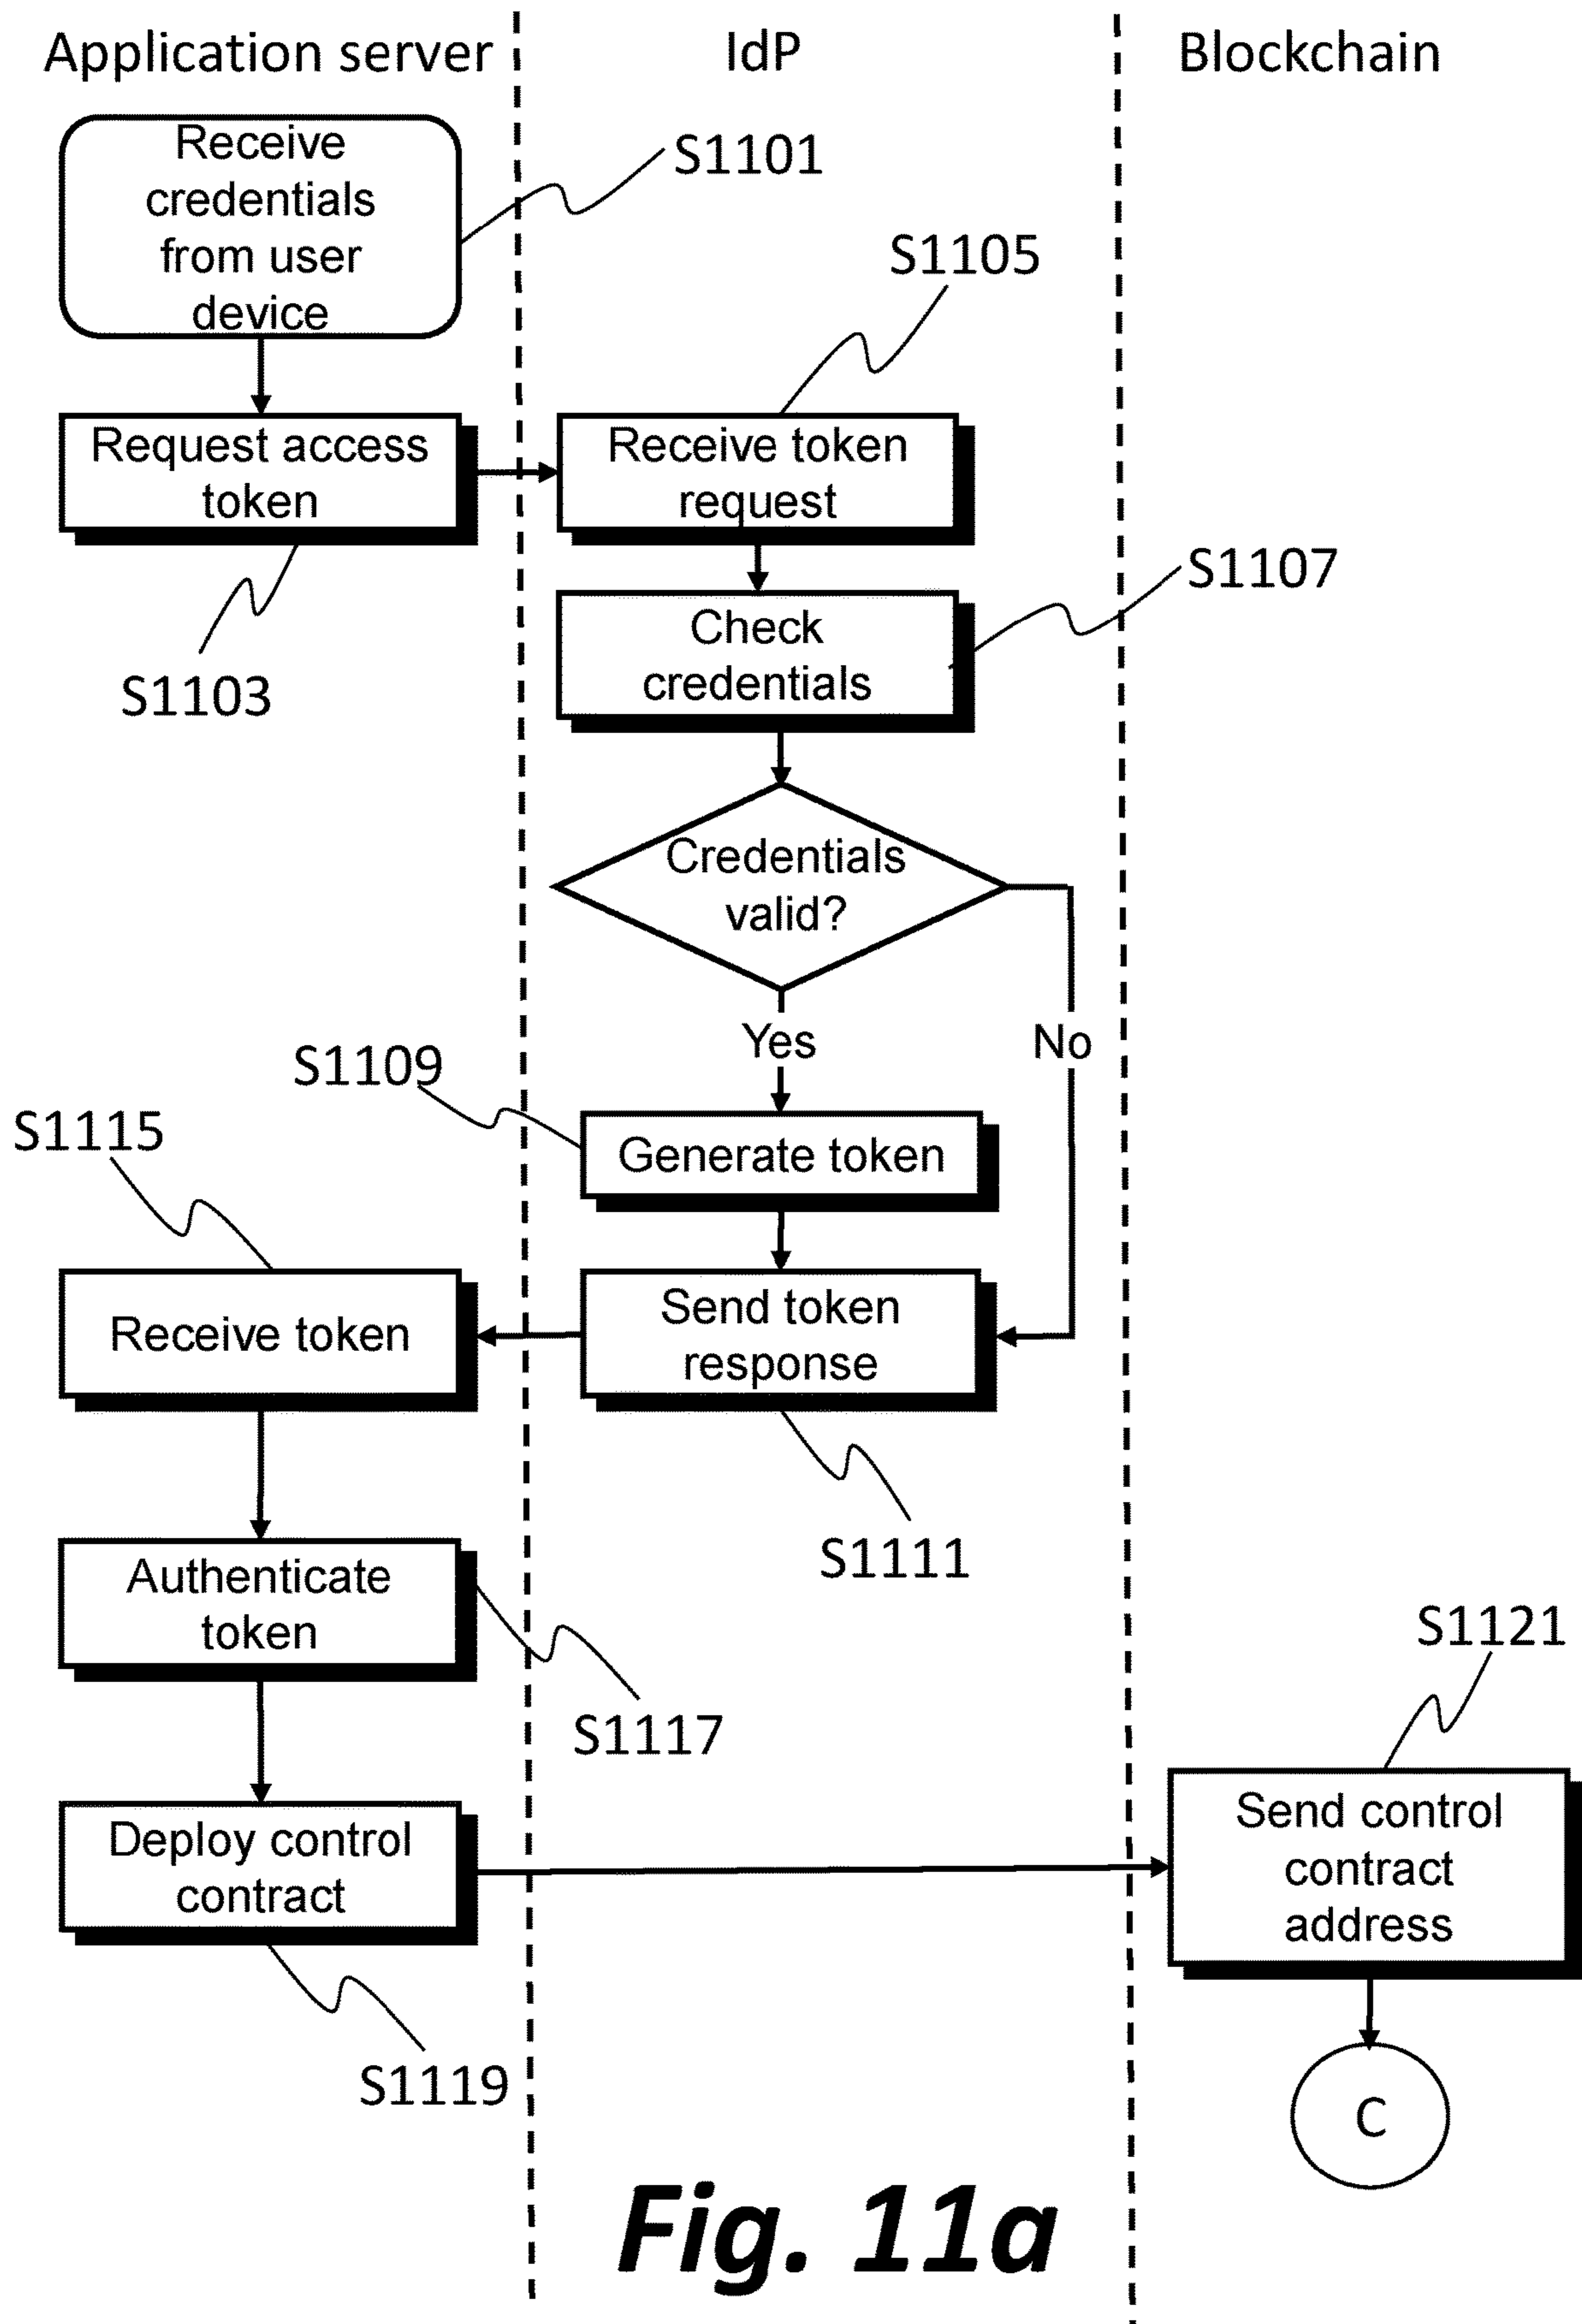 Application server
IdP
Blockchain
Receive
credentials
from user
device
S1101
S1105
Request access
token
Receive token
request
S1103
S1107
Check
credentials
Credentials
valid?
Yes
No
S1109
S1115
Generate token
Receive token
Send token
response
S1111
Authenticate
token
S1117
S1121
Deploy control
contract
Send control
contract
address
S1119
C
Fig. 11a